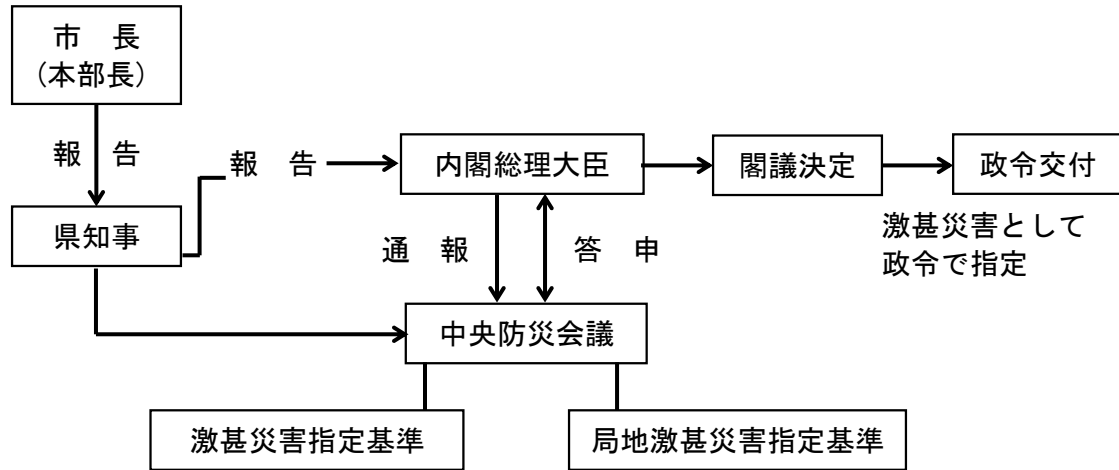 市　長
（本部長）
報　告
報　告
内閣総理大臣
閣議決定
政令交付
県知事
通　報
答　申
激甚災害として
政令で指定
中央防災会議
激甚災害指定基準
局地激甚災害指定基準